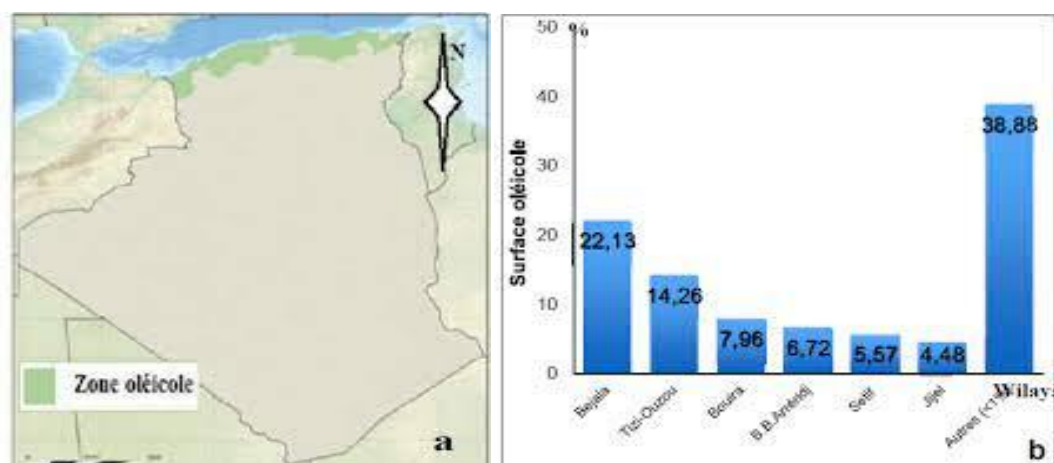 N
Zone oléicole
a
50
%
40
30
20
10
0
Surface oléicole
22,13
14,26
7,96
6,72
5,57
4,48
38,88
Bejaia
Tizi-Ouzou
Bouira
B.B.Arréridj
Setif
Jijel
Autres
Wilaya
b